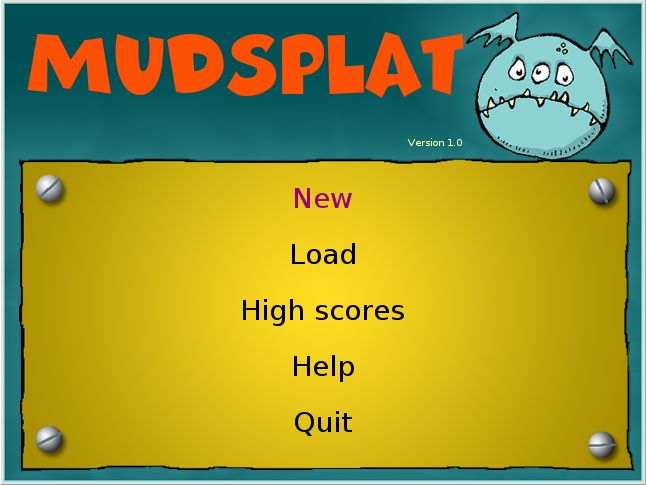 MUDSPLAT
Version 1.0
New
Load
High scores
Help
Quit